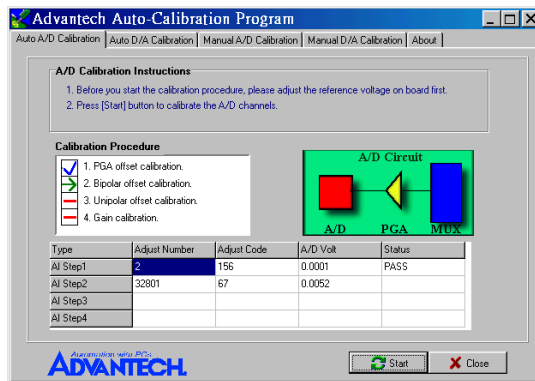 Advantech Auto-Calibration Program
Auto A/D Calibration Auto D/A Calibration Manual A/D Calibration Manual D/A Calibration About
A/D Calibration Instructions
1. Before you start the calibration procedure, please adjust the reference voltage on board first.
2. Press [Start] button to calibrate the A/D channels.
Calibration Procedure
1. PGA offset calibration.
2. Bipolar offset calibration.
3. Unipolar offset calibration.
4. Gain calibration.
A/D Circuit
A/D PGA MUX
Type Adjust Number Adjust Code A/D Volt Status
AI Step1 2 156 0.0001 PASS
AI Step2 32801 67 0.0052
AI Step3
AI Step4
Automation with PCs
ADVANTECH.
Start Close